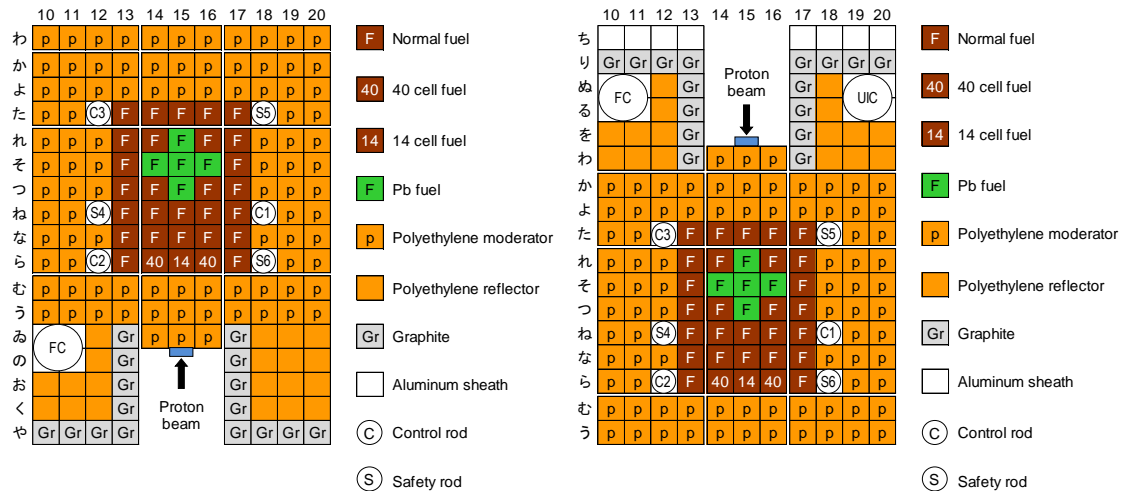 10 11 12 13 14 15 16 17 18 19 20
わ p p p p p p p p p p p
か p p p p p p p p p p p
よ p p p p p p p p p p p
た p p C3 F F F F F S5 p p
れ p p p F F F F F p p p
そ p p p F F F F F p p p
つ p p p F F F F F p p p
ね p p S4 F F F F F C1 p p
な p p p F F F F F p p p
ら p p C2 F 40 14 40 F S6 p p
む p p p p p p p p p p p
う p p p p p p p p p p p
ゐ Gr p p p Gr
FC
の Gr Gr
お Gr Gr
く Gr Gr
や Gr Gr Gr Gr Gr Gr Gr Gr
Proton
beam
F Normal fuel
40 40 cell fuel
14 14 cell fuel
F Pb fuel
p Polyethylene moderator
Polyethylene reflector
Gr Graphite
Aluminum sheath
C Control rod
S Safety rod
10 11 12 13 14 15 16 17 18 19 20
ち
り Gr Gr Gr Gr Gr Gr Gr Gr
ぬ Gr Gr
FC UIC
る Gr Gr
を Gr Gr
わ Gr p p p Gr
Proton
beam
か p p p p p p p p p p p
よ p p p p p p p p p p p
た p p C3 F F F F F S5 p p
れ p p p F F F F F p p p
そ p p p F F F F F p p p
つ p p p F F F F F p p p
ね p p S4 F F F F F C1 p p
な p p p F F F F F p p p
ら p p C2 F 40 14 40 F S6 p p
む p p p p p p p p p p p
う p p p p p p p p p p p
F Normal fuel
40 40 cell fuel
14 14 cell fuel
F Pb fuel
p Polyethylene moderator
Polyethylene reflector
Gr Graphite
Aluminum sheath
C Control rod
S Safety rod